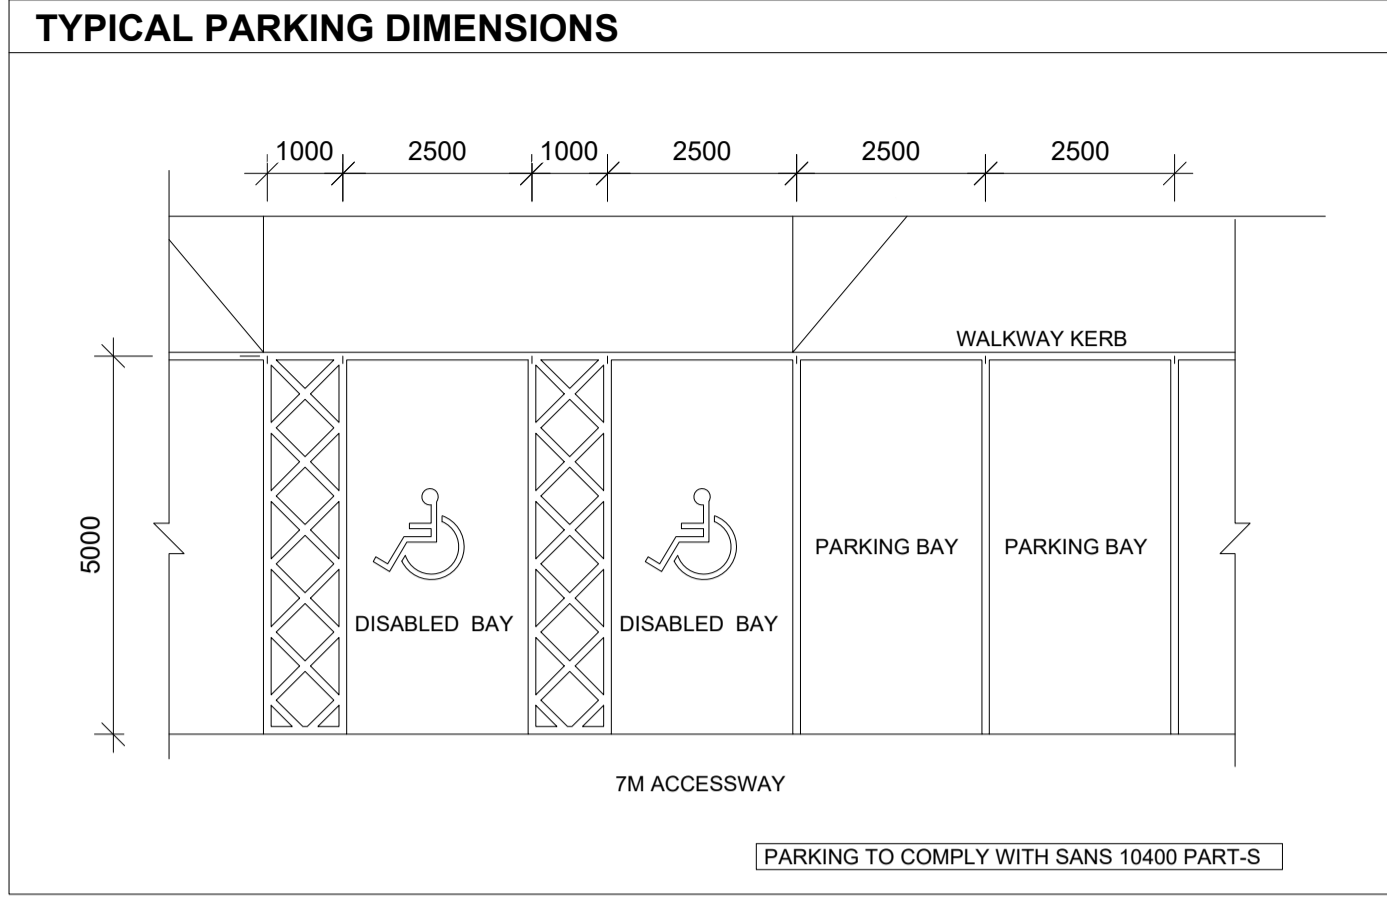 TYPICAL PARKING DIMENSIONS
1000 2500 1000 2500 2500 2500
WALKWAY KERB
5000
PARKING BAY PARKING BAY
DISABLED BAY DISABLED BAY
7M ACCESSWAY
PARKING TO COMPLY WITH SANS 10400 PART-S